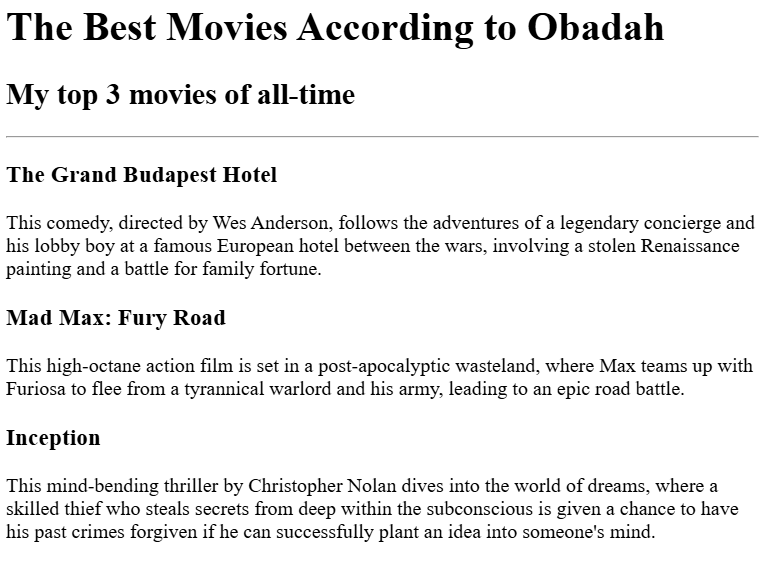 The Best Movies According to Obadah
My top 3 movies of all-time
The Grand Budapest Hotel
This comedy, directed by Wes Anderson, follows the adventures of a legendary concierge and
his lobby boy at a famous European hotel between the wars, involving a stolen Renaissance
painting and a battle for family fortune.
Mad Max: Fury Road
This high-octane action film is set in a post-apocalyptic wasteland, where Max teams up with
Furiosa to flee from a tyrannical warlord and his army, leading to an epic road battle.
Inception
This mind-bending thriller by Christopher Nolan dives into the world of dreams, where a
skilled thief who steals secrets from deep within the subconscious is given a chance to have
his past crimes forgiven if he can successfully plant an idea into someone's mind.